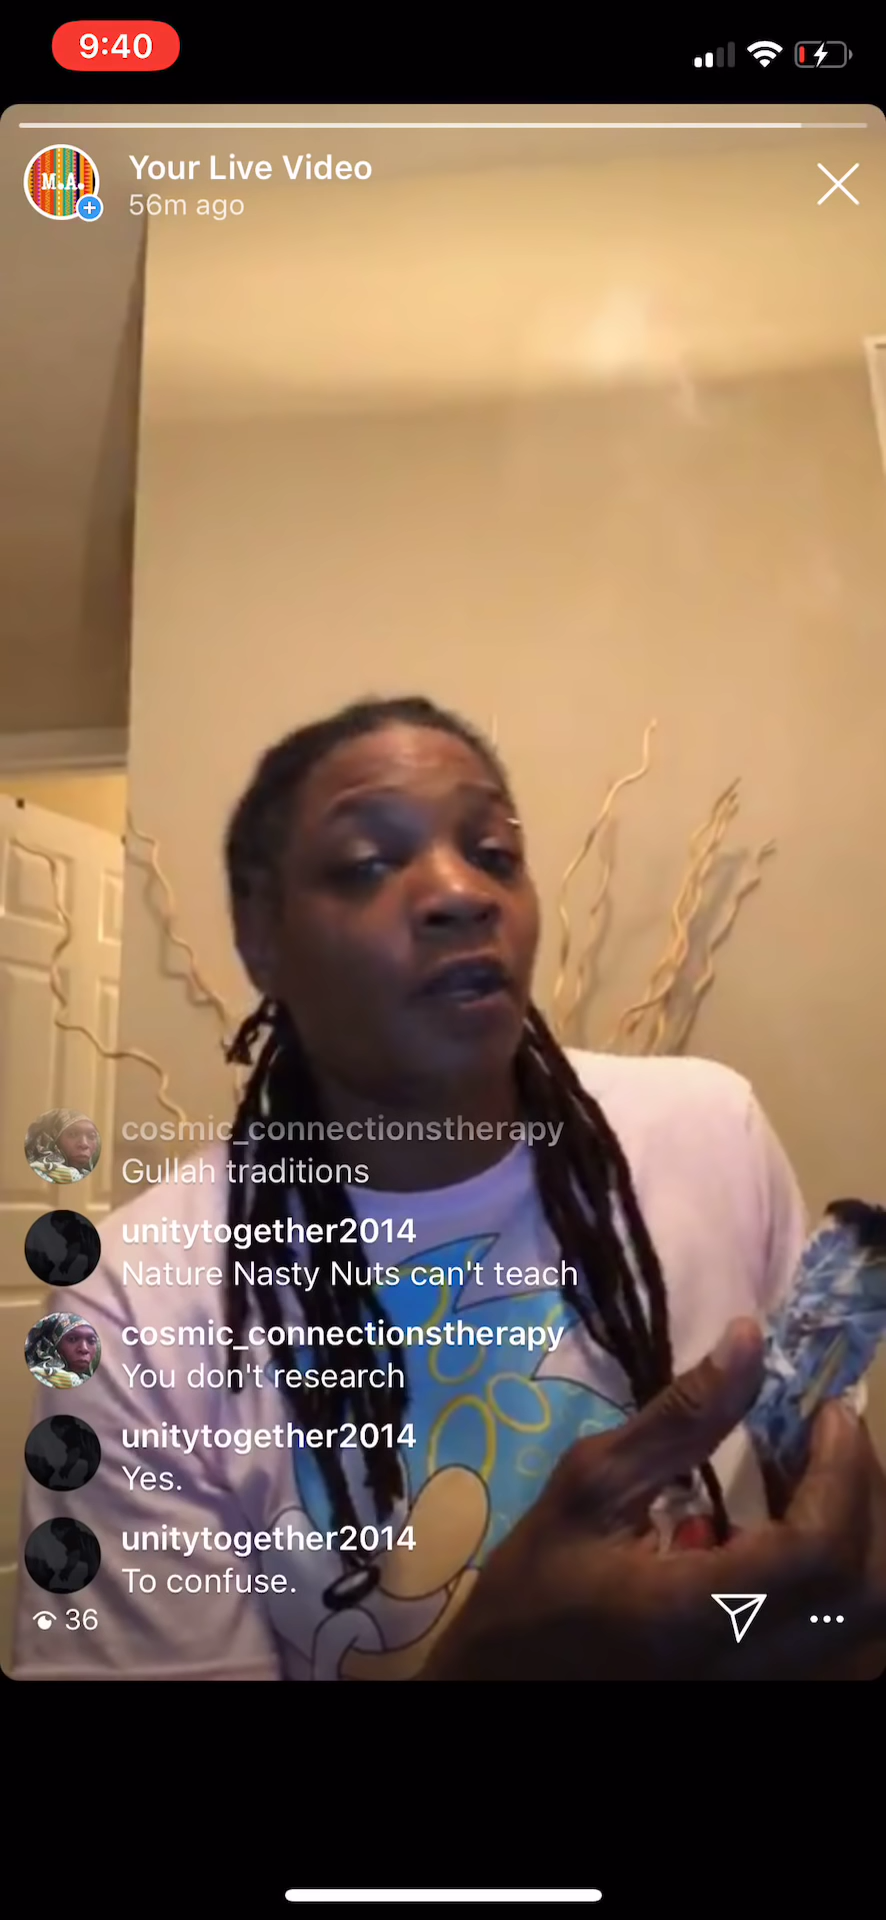 9:40
M.A.
Your Live Video
56m ago
cosmic_connectionstherapy
Gullah traditions
unitytogether2014
Nature Nasty Nuts can't teach
cosmic_connectionstherapy
You don't research
unitytogether2014
Yes.
unitytogether2014
To confuse.
36